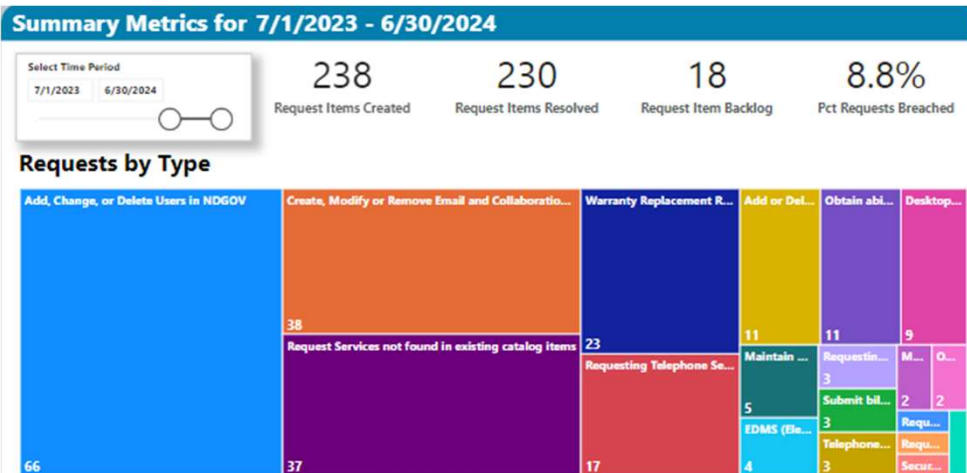 Summary Metrics for 7/1/2023 - 6/30/2024
Select Time Period
7/1/2023 6/30/2024
238
Request Items Created
230
Request Items Resolved
18
Request Item Backlog
8.8%
Pct Requests Breached
Requests by Type
Add, Change, or Delete Users in NDGOV
66
Create, Modify or Remove Email and Collaboratio...
38
Request Services not found in existing catalog items
37
Warranty Replacement R...
23
Requesting Telephone Se...
17
Add or Del...
11
Obtain abi...
11
Desktop...
9
Maintain ...
5
EDMS (Ele...
4
Requestin...
3
Submit bil...
3
Telephone...
3
M...
2
O...
2
Requ...
Requ...
Secur...